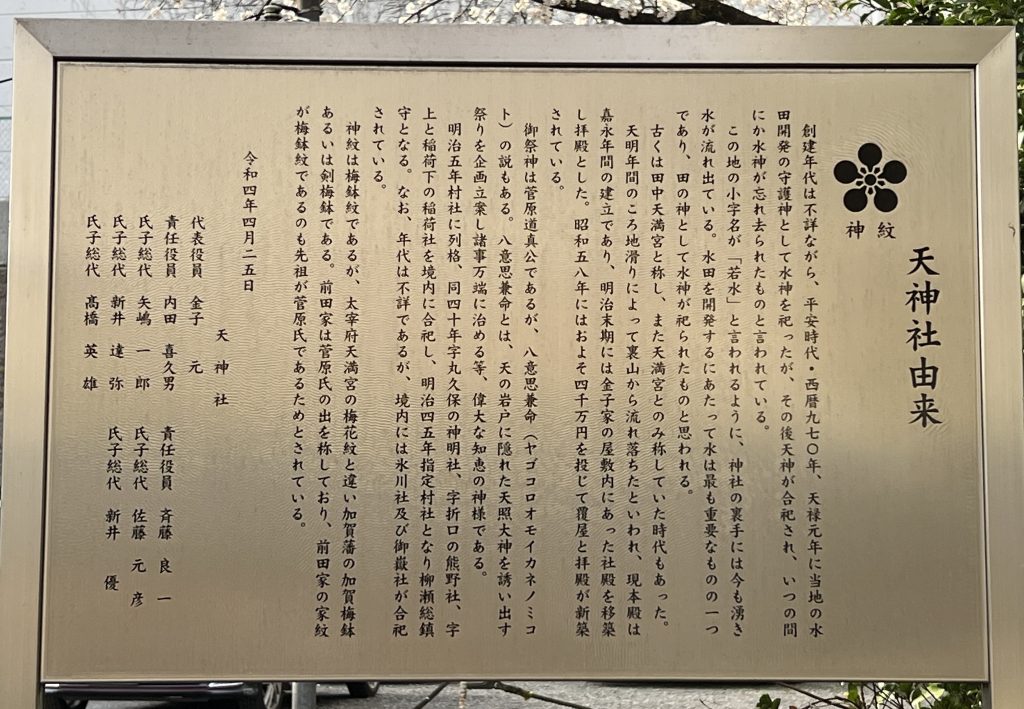 天神社由来
神紋
創建年代は不詳ながら、平安時代・西暦九七〇年、天禄元年に当地の水
田開発の守護神として水神を祀ったが、その後天神が合祀され、いつの間
にか水神が忘れ去られたものと言われている。
この地の小字名が「若水」と言われるように、神社の裏手には今も湧き
水が流れ出ている。水田を開発するにあたって水は最も重要なものの一つ
であり、田の神として水神が祀られたものと思われる。
古くは田中天満宮と称し、また天満宮とのみ称していた時代もあった。
天明年間のころ地滑りによって裏山から流れ落ちたといわれ、現本殿は
嘉永年間の建立であり、明治末期には金子家の屋敷内にあった社殿を移築
し拝殿とした。昭和五八年にはおよそ四千万円を投じて覆屋と拝殿が新築
されている。
御祭神は菅原道真公であるが、八意思兼命（ヤゴコロオモイカネノミコ
ト）の説もある。八意思兼命とは、天の岩戸に隠れた天照大神を誘い出す
祭りを企画立案し諸事万端に治める等、偉大な知恵の神様である。
明治五年村社に列格、同四十年字丸久保の神明社、字折口の熊野社、字
上と稲荷下の稲荷社を境内に合祀し、明治四五年指定村社となり柳瀬総鎮
守となる。なお、年代は不詳であるが、境内には氷川社及び御嶽社が合祀
されている。
神紋は梅鉢紋であるが、太宰府天満宮の梅花紋と違い加賀藩の加賀梅鉢
あるいは剣梅鉢である。前田家は菅原氏の出を称しており、前田家の家紋
が梅鉢紋であるのも先祖が菅原氏であるためとされている。
令和四年四月二五日
天神社
代表役員 金子 元
責任役員 内田 喜久男 責任役員 斉藤 良一
氏子総代 矢嶋 一郎 氏子総代 佐藤 元彦
氏子総代 新井 達弥 氏子総代 新井 優
氏子総代 髙橋 英雄